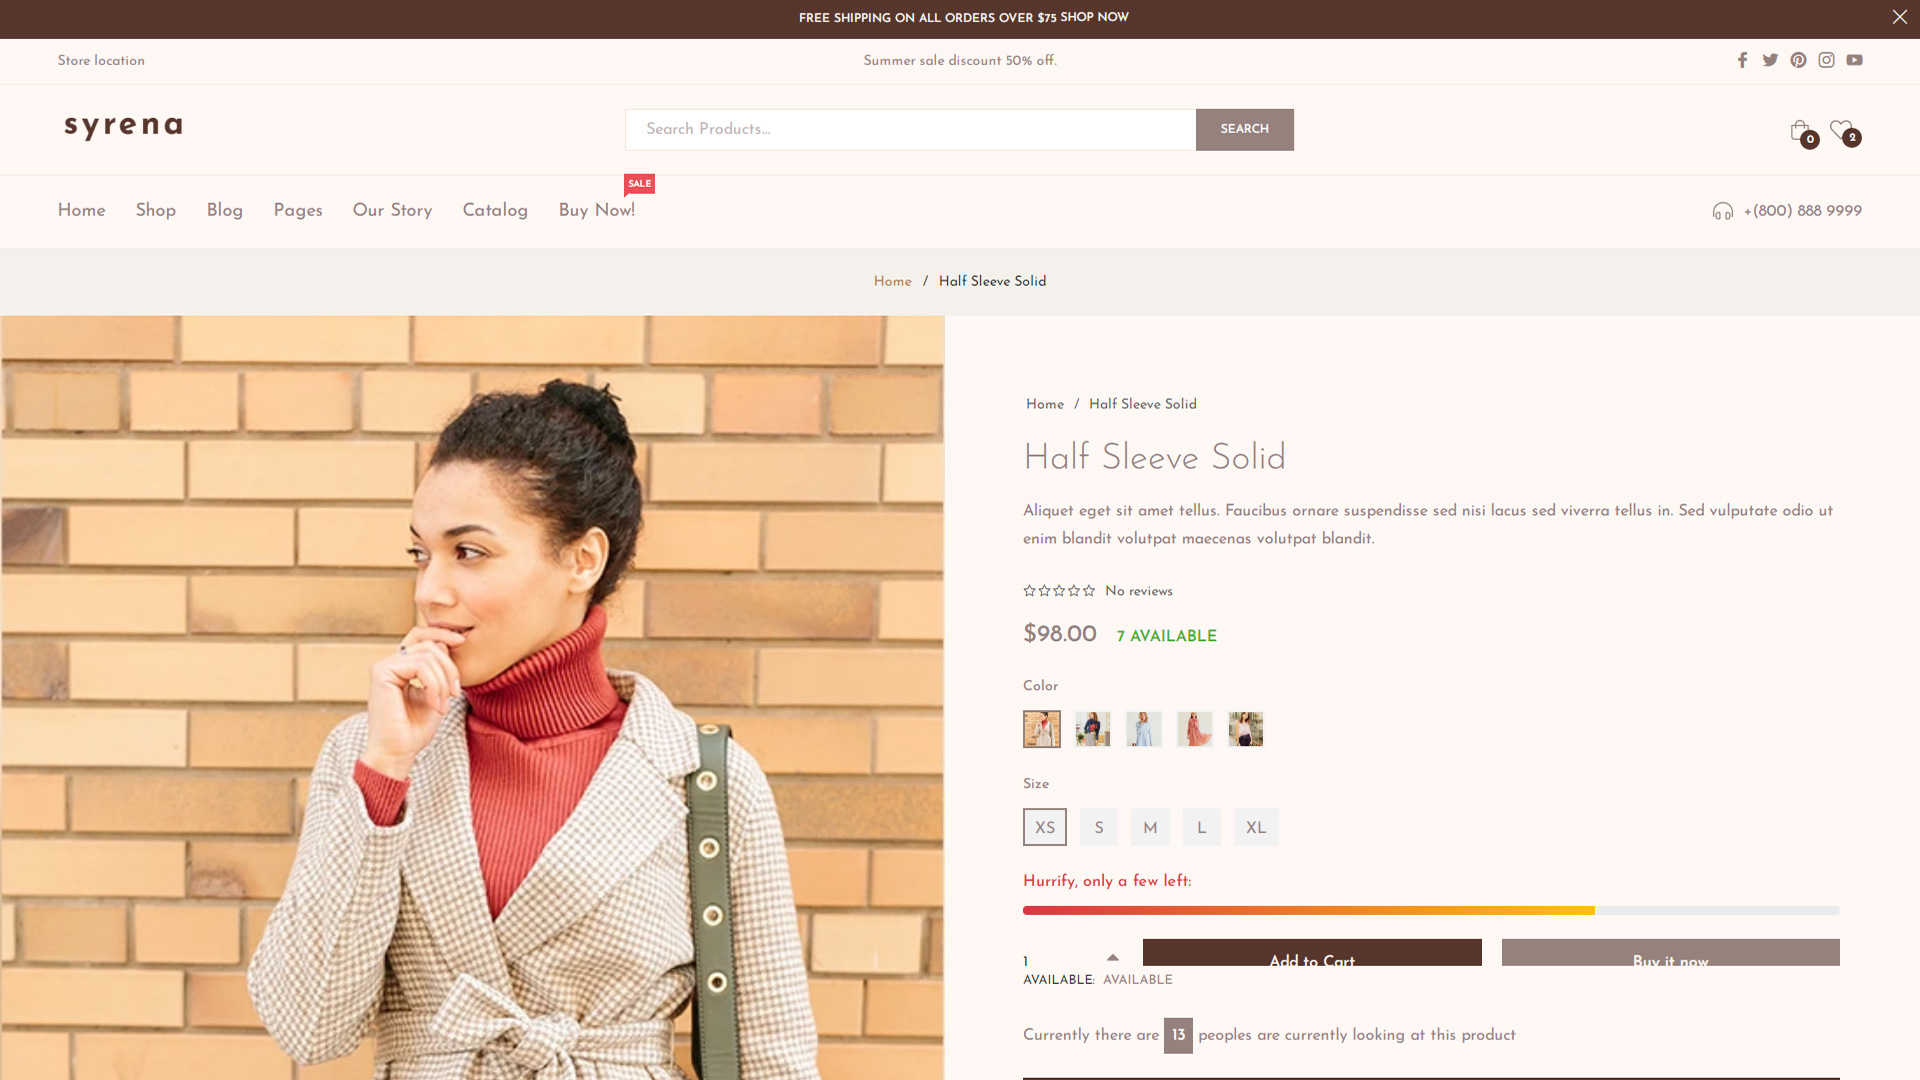 FREE SHIPPING ON ALL ORDERS OVER $75 SHOP NOW
Store location
Summer sale discount 50% off.
syrena
Search Products...
SEARCH
0
2
SALE
Home
Shop
Blog
Pages
Our Story
Catalog
Buy Now!
+(800) 888 9999
Home / Half Sleeve Solid
Home / Half Sleeve Solid
Half Sleeve Solid
Aliquet eget sit amet tellus. Faucibus ornare suspendisse sed nisi lacus sed viverra tellus in. Sed vulputate odio ut
enim blandit volutpat maecenas volutpat blandit.
No reviews
$98.00 7 AVAILABLE
Color
Size
XS
S
M
L
XL
Hurrify, only a few left:
1
Add to Cart
Buy it now
AVAILABLE: AVAILABLE
Currently there are 13 peoples are currently looking at this product